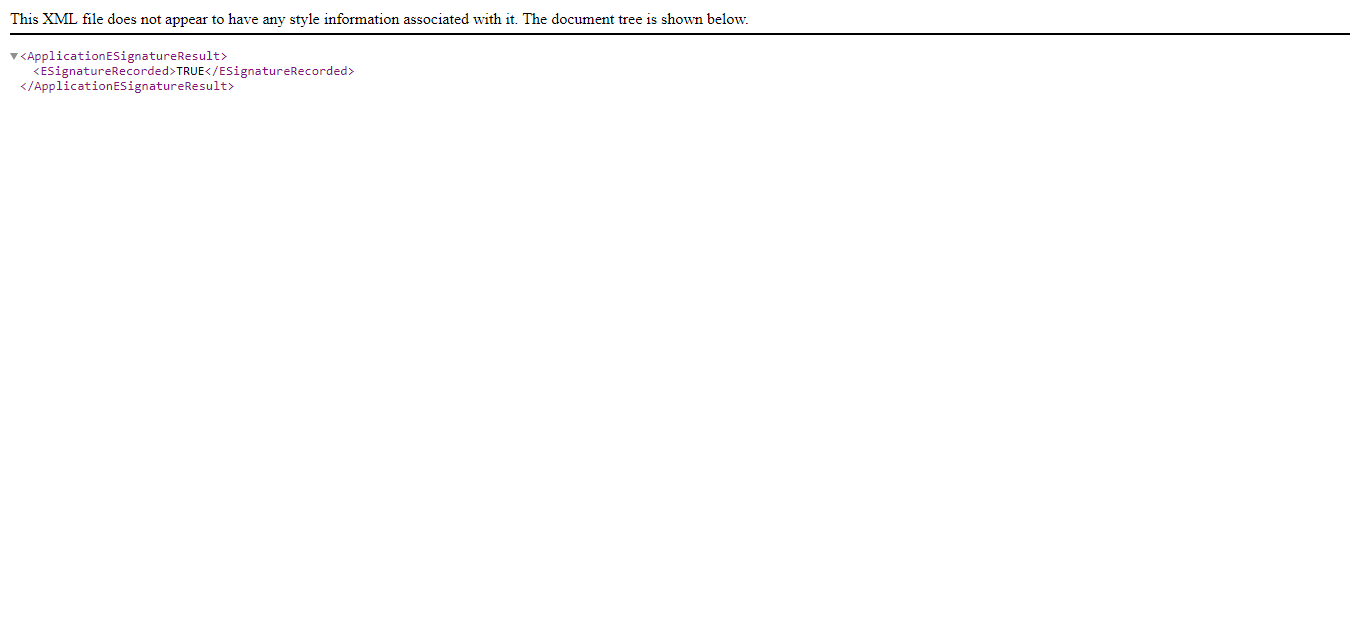 This XML file does not appear to have any style information associated with it. The document tree is shown below.
▼<ApplicationESignatureResult>
<ESignatureRecorded>TRUE</ESignatureRecorded>
</ApplicationESignatureResult>